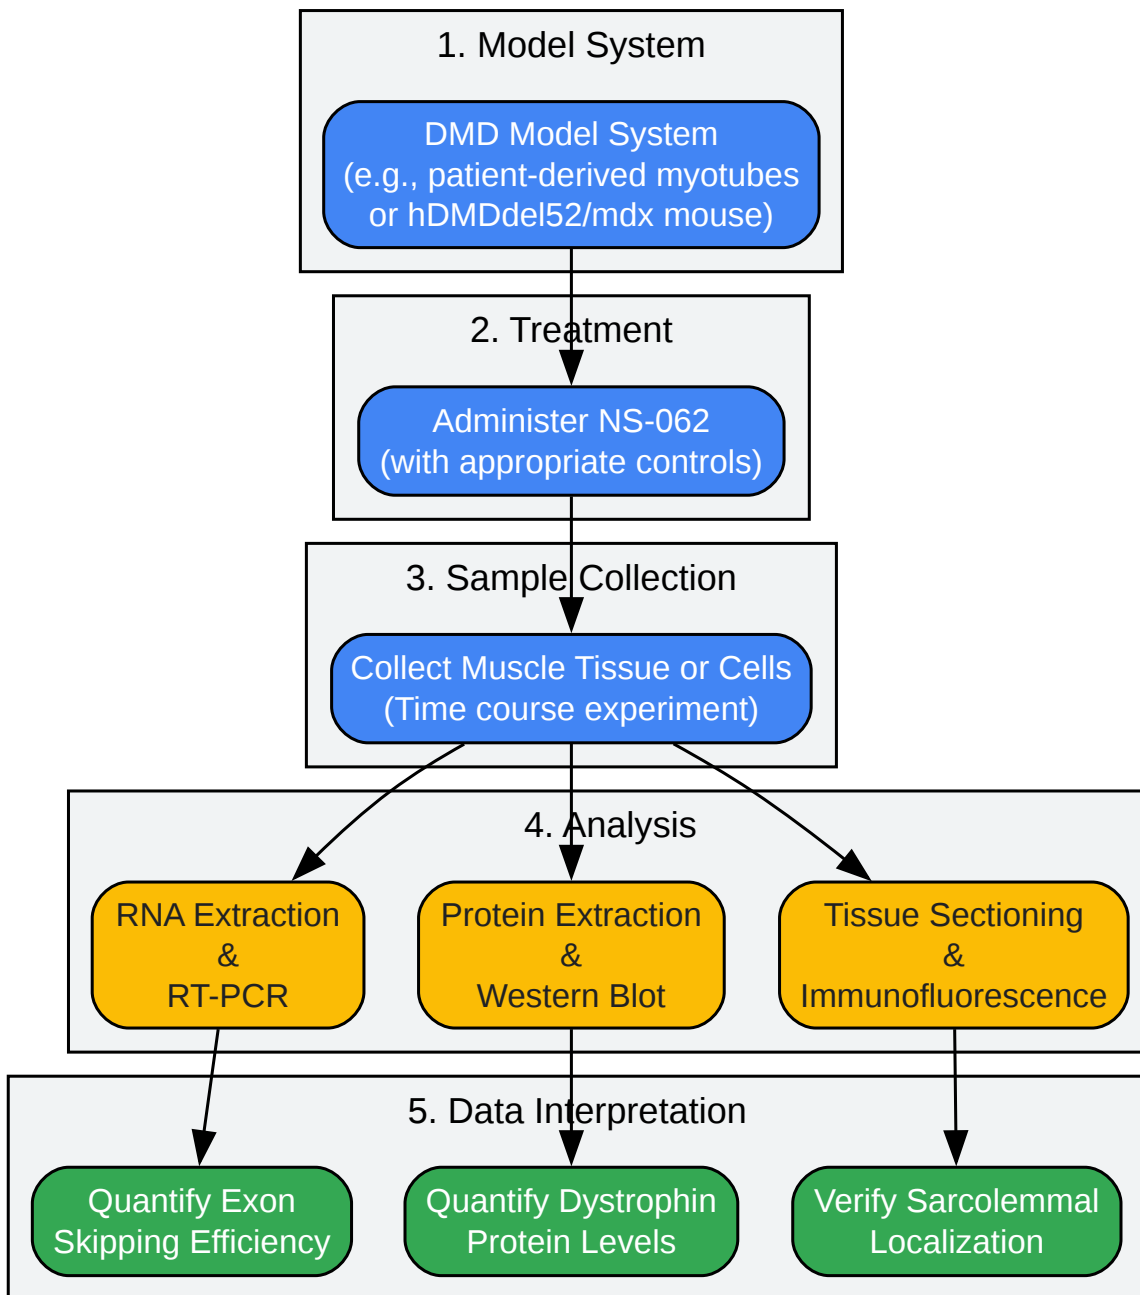 1. Model System
DMD Model System
(e.g., patient-derived myotubes
or hDMDdel52/mdx mouse)
2. Treatment
Administer NS-062
(with appropriate controls)
3. Sample Collection
Collect Muscle Tissue or Cells
(Time course experiment)
4. Analysis
RNA Extraction
&
RT-PCR
Protein Extraction
&
Western Blot
Tissue Sectioning
&
Immunofluorescence
5. Data Interpretation
Quantify Exon
Skipping Efficiency
Quantify Dystrophin
Protein Levels
Verify Sarcolemmal
Localization